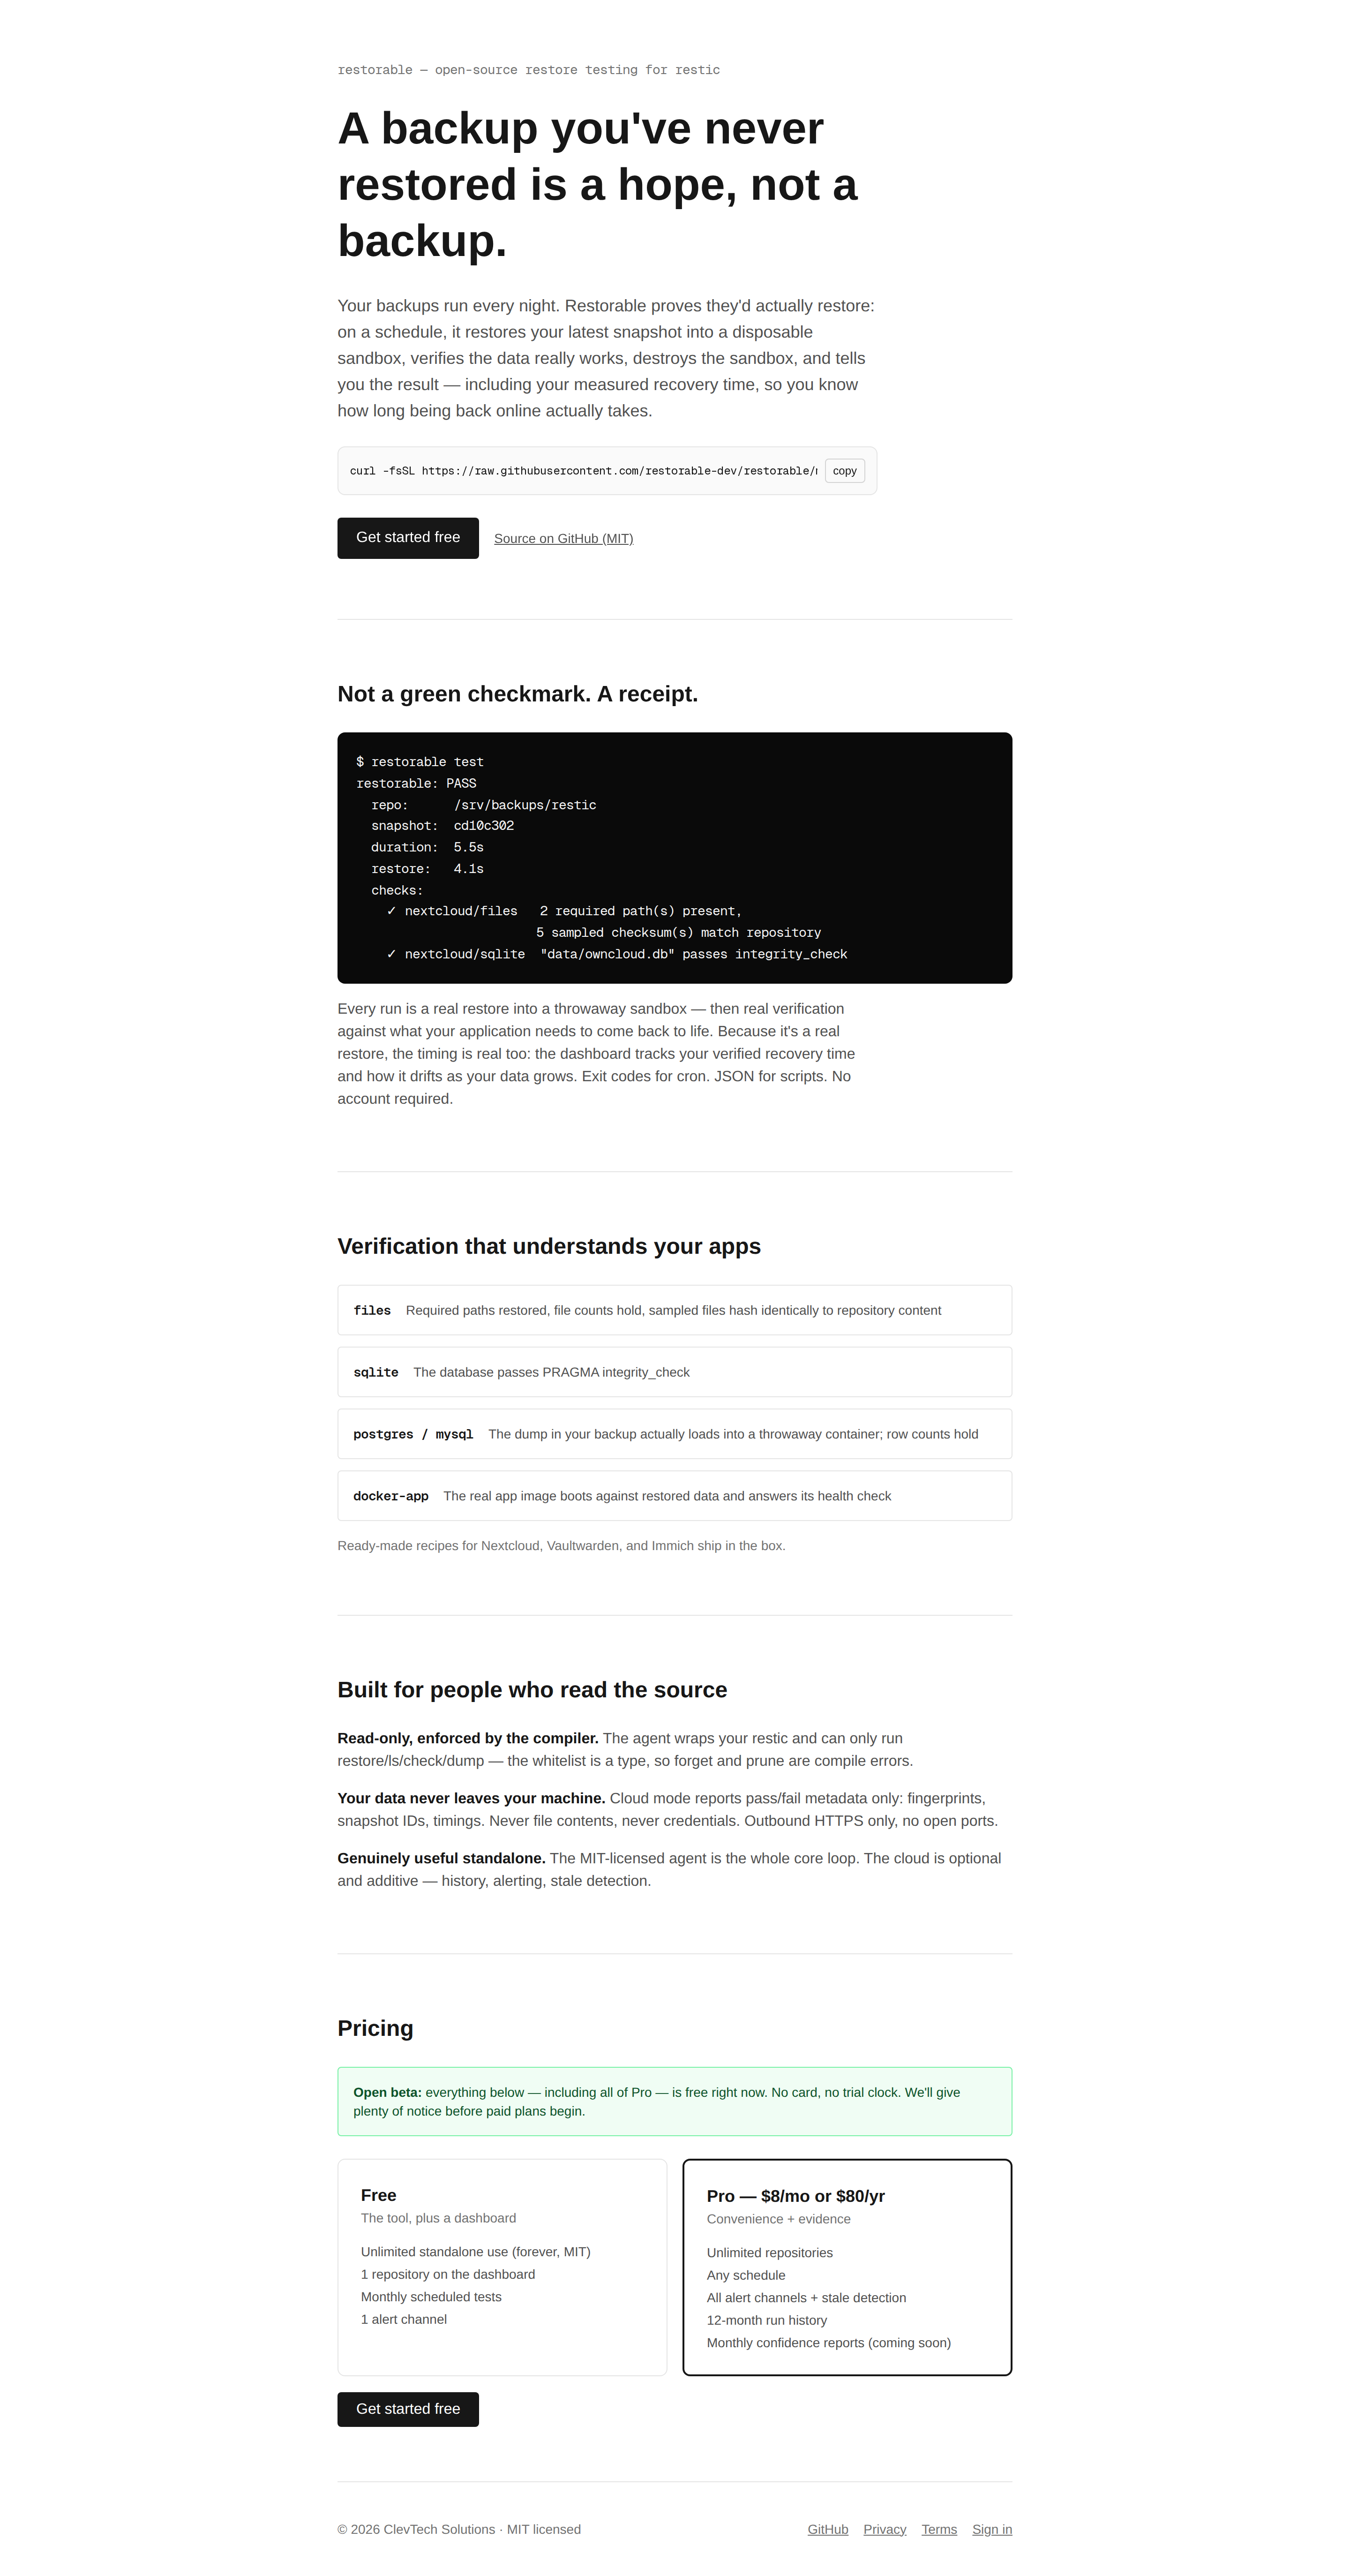 restorable — open-source restore testing for restic
A backup you've never
restored is a hope, not a
backup.
Your backups run every night. Restorable proves they'd actually restore:
on a schedule, it restores your latest snapshot into a disposable
sandbox, verifies the data really works, destroys the sandbox, and tells
you the result — including your measured recovery time, so you know
how long being back online actually takes.
curl -fsSL https://raw.githubusercontent.com/restorable-dev/restorable/
copy
Get started free
Source on GitHub (MIT)
Not a green checkmark. A receipt.
$ restorable test
restorable: PASS
repo: /srv/backups/restic
snapshot: cd10c302
duration: 5.5s
restore: 4.1s
checks:
✓ nextcloud/files 2 required path(s) present,
5 sampled checksum(s) match repository
✓ nextcloud/sqlite "data/owncloud.db" passes integrity_check
Every run is a real restore into a throwaway sandbox — then real verification
against what your application needs to come back to life. Because it's a real
restore, the timing is real too: the dashboard tracks your verified recovery time
and how it drifts as your data grows. Exit codes for cron. JSON for scripts. No
account required.
Verification that understands your apps
files Required paths restored, file counts hold, sampled files hash identically to repository content
sqlite The database passes PRAGMA integrity_check
postgres / mysql The dump in your backup actually loads into a throwaway container; row counts hold
docker-app The real app image boots against restored data and answers its health check
Ready-made recipes for Nextcloud, Vaultwarden, and Immich ship in the box.
Built for people who read the source
Read-only, enforced by the compiler. The agent wraps your restic and can only run
restore/ls/check/dump — the whitelist is a type, so forget and prune are compile errors.
Your data never leaves your machine. Cloud mode reports pass/fail metadata only: fingerprints,
snapshot IDs, timings. Never file contents, never credentials. Outbound HTTPS only, no open ports.
Genuinely useful standalone. The MIT-licensed agent is the whole core loop. The cloud is optional
and additive — history, alerting, stale detection.
Pricing
Open beta: everything below — including all of Pro — is free right now. No card, no trial clock. We'll give
plenty of notice before paid plans begin.
Free
The tool, plus a dashboard
Unlimited standalone use (forever, MIT)
1 repository on the dashboard
Monthly scheduled tests
1 alert channel
Pro — $8/mo or $80/yr
Convenience + evidence
Unlimited repositories
Any schedule
All alert channels + stale detection
12-month run history
Monthly confidence reports (coming soon)
Get started free
© 2026 ClevTech Solutions · MIT licensed
GitHub Privacy Terms Sign in